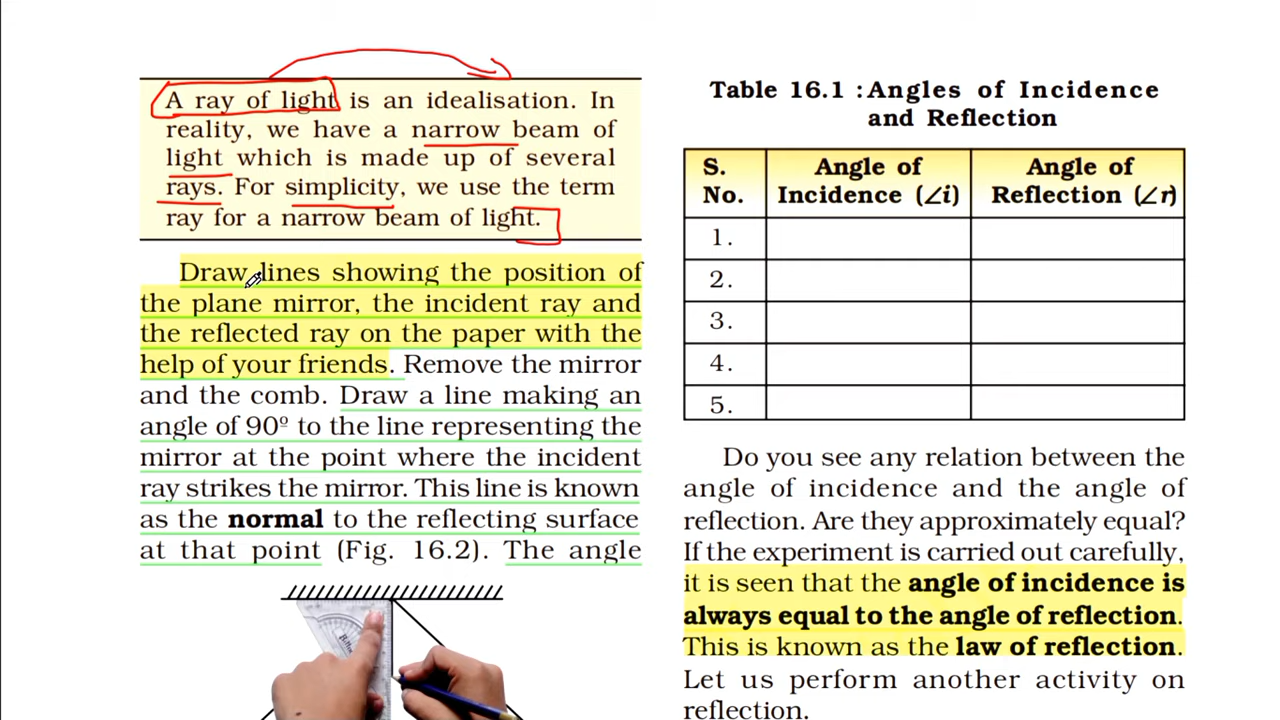 A ray of light is an idealisation. In
reality, we have a narrow beam of
light which is made up of several
rays. For simplicity, we use the term
ray for a narrow beam of light.
Draw lines showing the position of
the plane mirror, the incident ray and
the reflected ray on the paper with the
help of your friends. Remove the mirror
and the comb. Draw a line making an
angle of 90º to the line representing the
mirror at the point where the incident
ray strikes the mirror. This line is known
as the normal to the reflecting surface
at that point (Fig. 16.2). The angle
Table 16.1 : Angles of Incidence
and Reflection
S. No. Angle of Incidence (∠i) Angle of Reflection (∠r)
1.
2.
3.
4.
5.
Do you see any relation between the
angle of incidence and the angle of
reflection. Are they approximately equal?
If the experiment is carried out carefully,
it is seen that the angle of incidence is
always equal to the angle of reflection.
This is known as the law of reflection.
Let us perform another activity on
reflection.